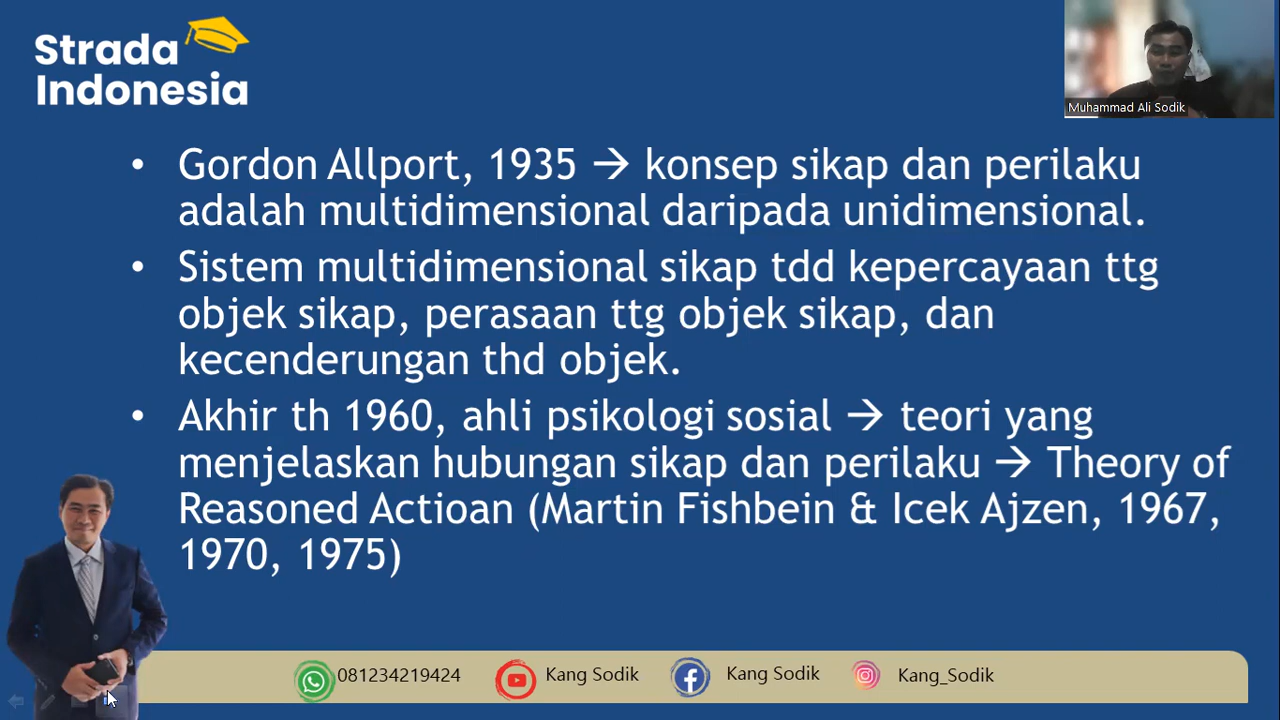 Strada
Indonesia
Muhammad Ali Sodik
• Gordon Allport, 1935 → konsep sikap dan perilaku
adalah multidimensional daripada unidimensional.
• Sistem multidimensional sikap tdd kepercayaan ttg
objek sikap, perasaan ttg objek sikap, dan
kecenderungan thd objek.
• Akhir th 1960, ahli psikologi sosial → teori yang
menjelaskan hubungan sikap dan perilaku → Theory of
Reasoned Actioan (Martin Fishbein & Icek Ajzen, 1967,
1970, 1975)
081234219424 Kang Sodik Kang Sodik Kang_Sodik